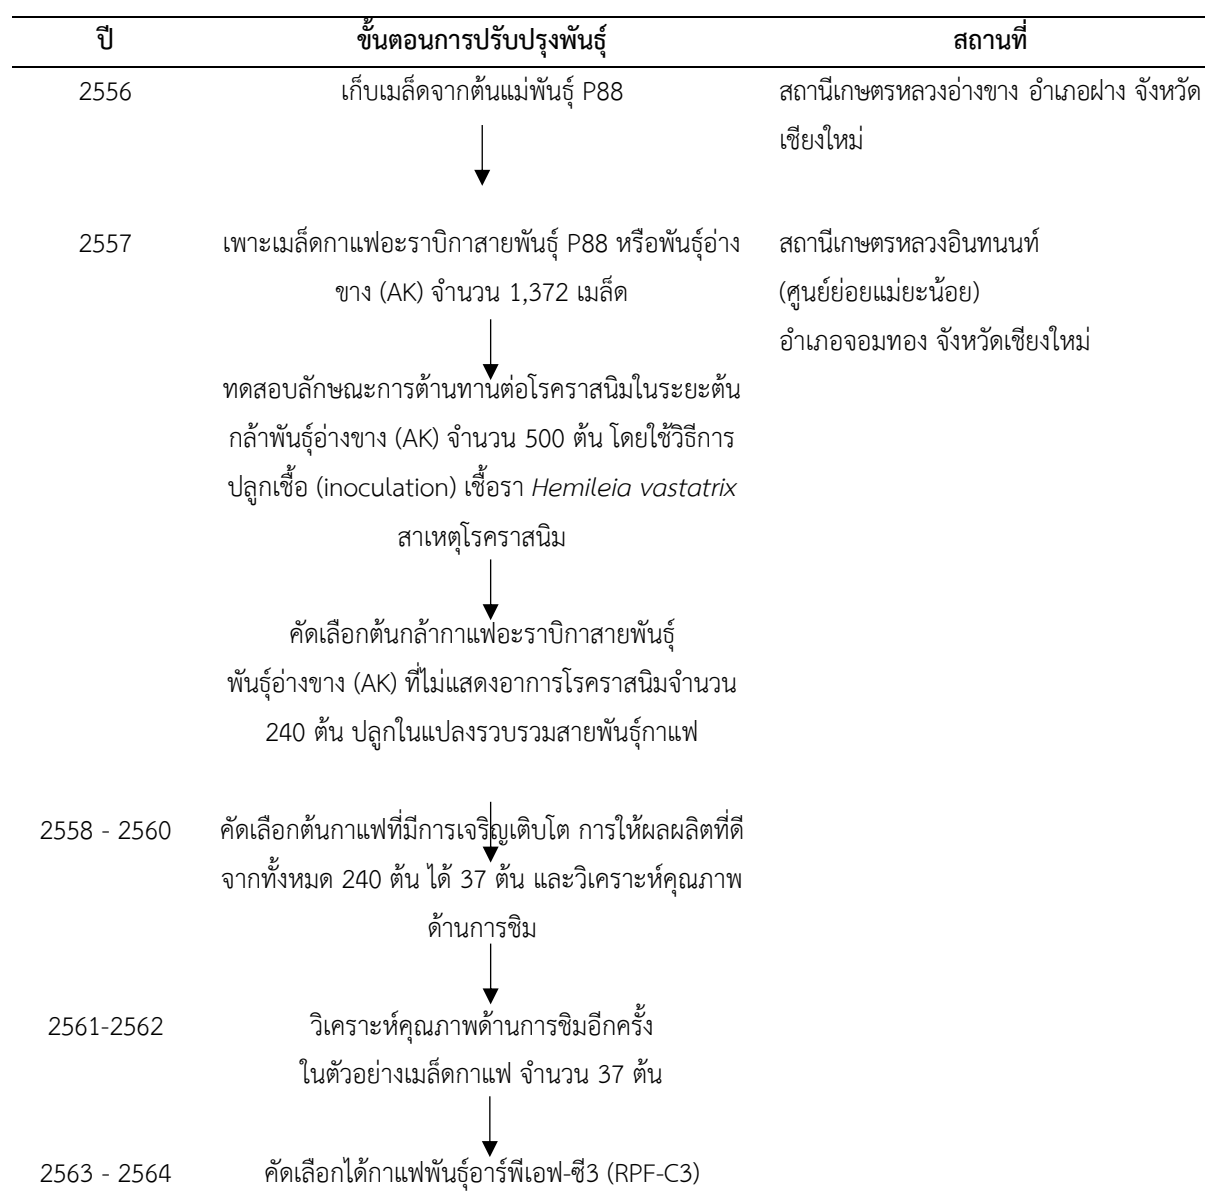 ปี ขั้นตอนการปรับปรุงพันธุ์ สถานที่
2556 เก็บเมล็ดจากต้นแม่พันธุ์ P88 สถานีเกษตรหลวงอ่างขาง อำเภอฝาง จังหวัด
เชียงใหม่
2557 เพาะเมล็ดกาแฟอะราบิกาสายพันธุ์ P88 หรือพันธุ์อ่าง สถานีเกษตรหลวงอินทนนท์
ขาง (AK) จำนวน 1,372 เมล็ด (ศูนย์ย่อยแม่ยะน้อย)
อำเภอจอมทอง จังหวัดเชียงใหม่
ทดสอบลักษณะการต้านทานต่อโรคราสนิมในระยะต้น
กล้าพันธุ์อ่างขาง (AK) จำนวน 500 ต้น โดยใช้วิธีการ
ปลูกเชื้อ (inoculation) เชื้อรา Hemileia vastatrix
สาเหตุโรคราสนิม
คัดเลือกต้นกล้ากาแฟอะราบิกาสายพันธุ์
พันธุ์อ่างขาง (AK) ที่ไม่แสดงอาการโรคราสนิมจำนวน
240 ต้น ปลูกในแปลงรวบรวมสายพันธุ์กาแฟ
2558 - 2560 คัดเลือกต้นกาแฟที่มีการเจริญเติบโต การให้ผลผลิตที่ดี
จากทั้งหมด 240 ต้น ได้ 37 ต้น และวิเคราะห์คุณภาพ
ด้านการชิม
2561-2562 วิเคราะห์คุณภาพด้านการชิมอีกครั้ง
ในตัวอย่างเมล็ดกาแฟ จำนวน 37 ต้น
2563 - 2564 คัดเลือกได้กาแฟพันธุ์อาร์พีเอฟ-ซี3 (RPF-C3)